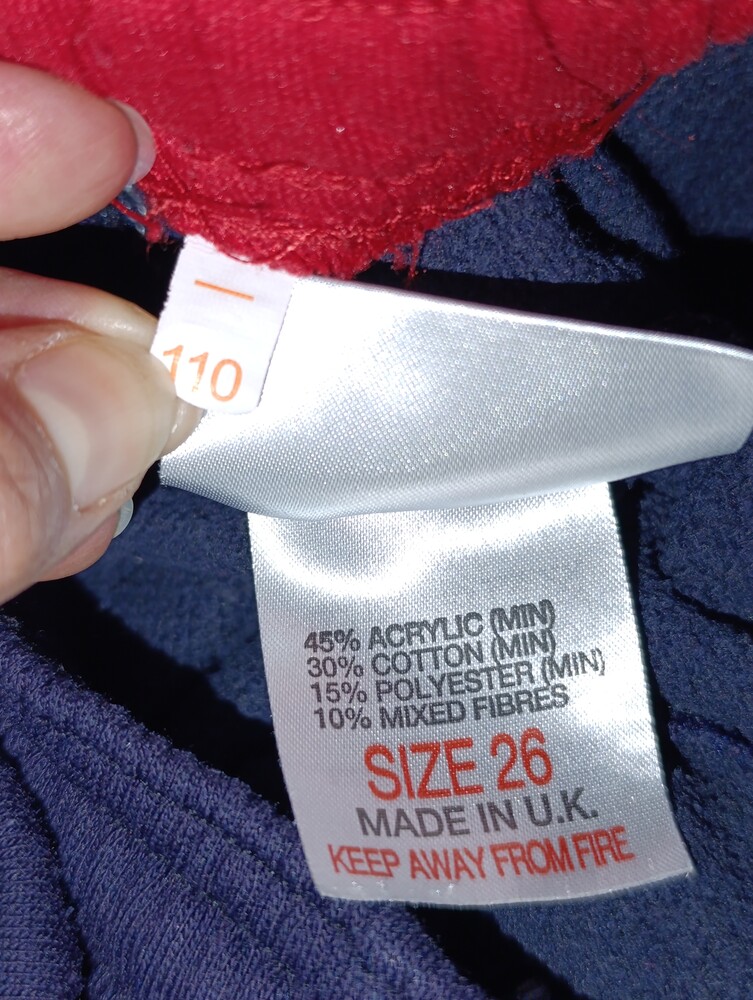 110
45% ACRYLIC (MIN)
30% COTTON (MIN)
15% POLYESTER (MIN)
10% MIXED FIBRES
SIZE 26
MADE IN U.K.
KEEP AWAY FROM FIRE